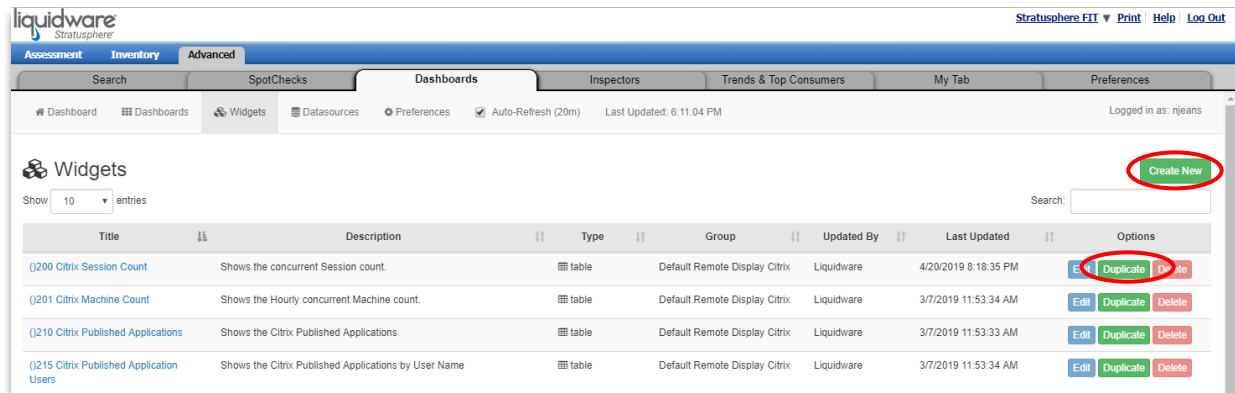 liquidware
Stratusphere
Stratusphere FIT ▼ Print Help Log Out
Assessment Inventory Advanced
Search SpotChecks Dashboards Inspectors Trends & Top Consumers My Tab Preferences
Dashboard Dashboards Widgets Datasources Preferences Auto-Refresh (20m) Last Updated: 6:11:04 PM Logged in as: njeans
Widgets
Create New
Show 10 entries Search:
Title Description Type Group Updated By Last Updated Options
()200 Citrix Session Count Shows the concurrent Session count. table Default Remote Display Citrix Liquidware 4/20/2019 8:18:35 PM Edit Duplicate Delete
()201 Citrix Machine Count Shows the Hourly concurrent Machine count. table Default Remote Display Citrix Liquidware 3/7/2019 11:53:34 AM Edit Duplicate Delete
()210 Citrix Published Applications Shows the Citrix Published Applications table Default Remote Display Citrix Liquidware 3/7/2019 11:53:33 AM Edit Duplicate Delete
()215 Citrix Published Application Shows the Citrix Published Applications by User Name table Default Remote Display Citrix Liquidware 3/7/2019 11:53:34 AM Edit Duplicate Delete
Users